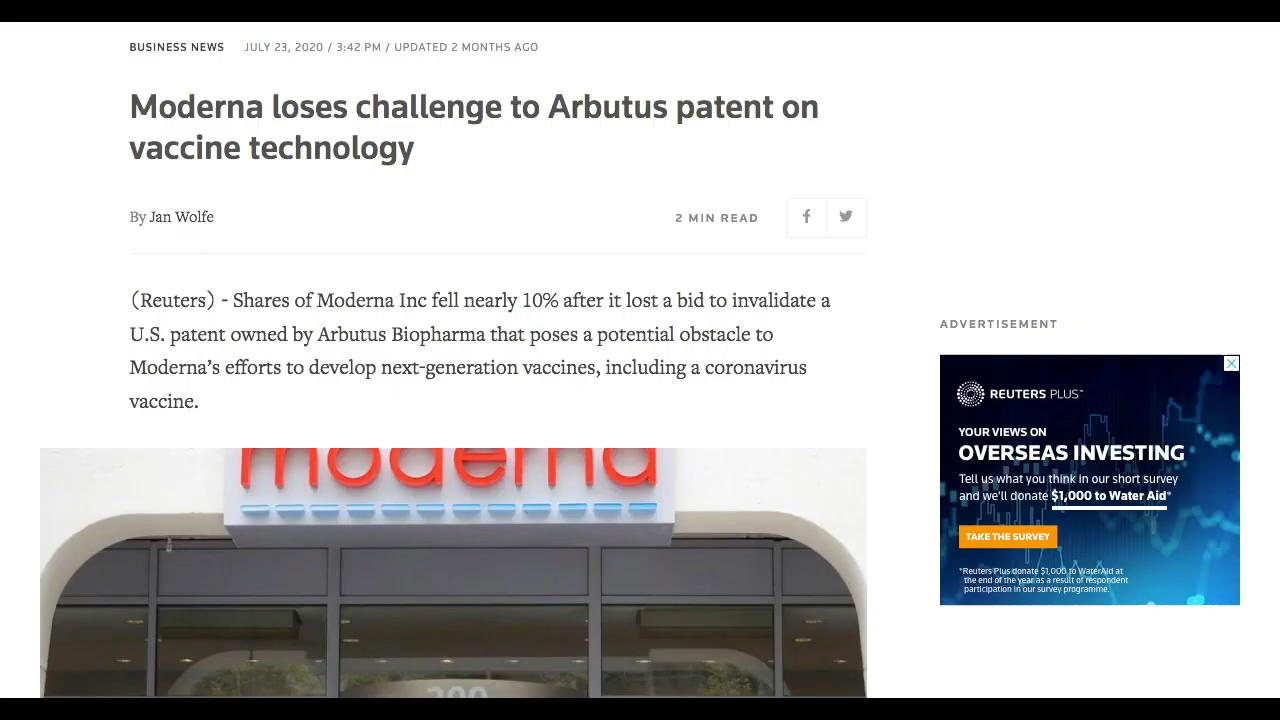 BUSINESS NEWS JULY 23, 2020 / 3:42 PM / UPDATED 2 MONTHS AGO
Moderna loses challenge to Arbutus patent on
vaccine technology
By Jan Wolfe
2 MIN READ
(Reuters) - Shares of Moderna Inc fell nearly 10% after it lost a bid to invalidate a
U.S. patent owned by Arbutus Biopharma that poses a potential obstacle to
Moderna’s efforts to develop next-generation vaccines, including a coronavirus
vaccine.
moderna
200
ADVERTISEMENT
REUTERS PLUS™
YOUR VIEWS ON
OVERSEAS INVESTING
Tell us what you think in our short survey
and we'll donate $1,000 to Water Aid*
TAKE THE SURVEY
*Reuters Plus donate $1,000 to WaterAid at
the end of the year as a result of respondent
participation in our survey programme.